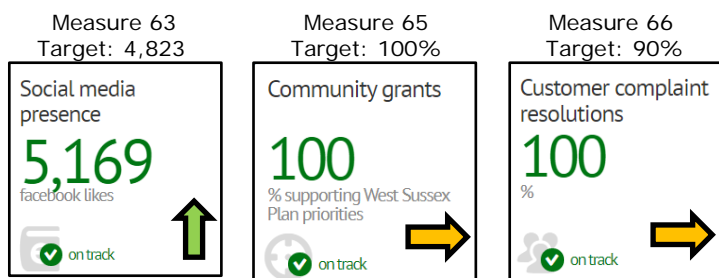 Measure 63
Target: 4,823
Social media
presence
5,169
facebook likes
on track
Measure 65
Target: 100%
Community grants
100
% supporting West Sussex
Plan priorities
on track
Measure 66
Target: 90%
Customer complaint
resolutions
100
%
on track